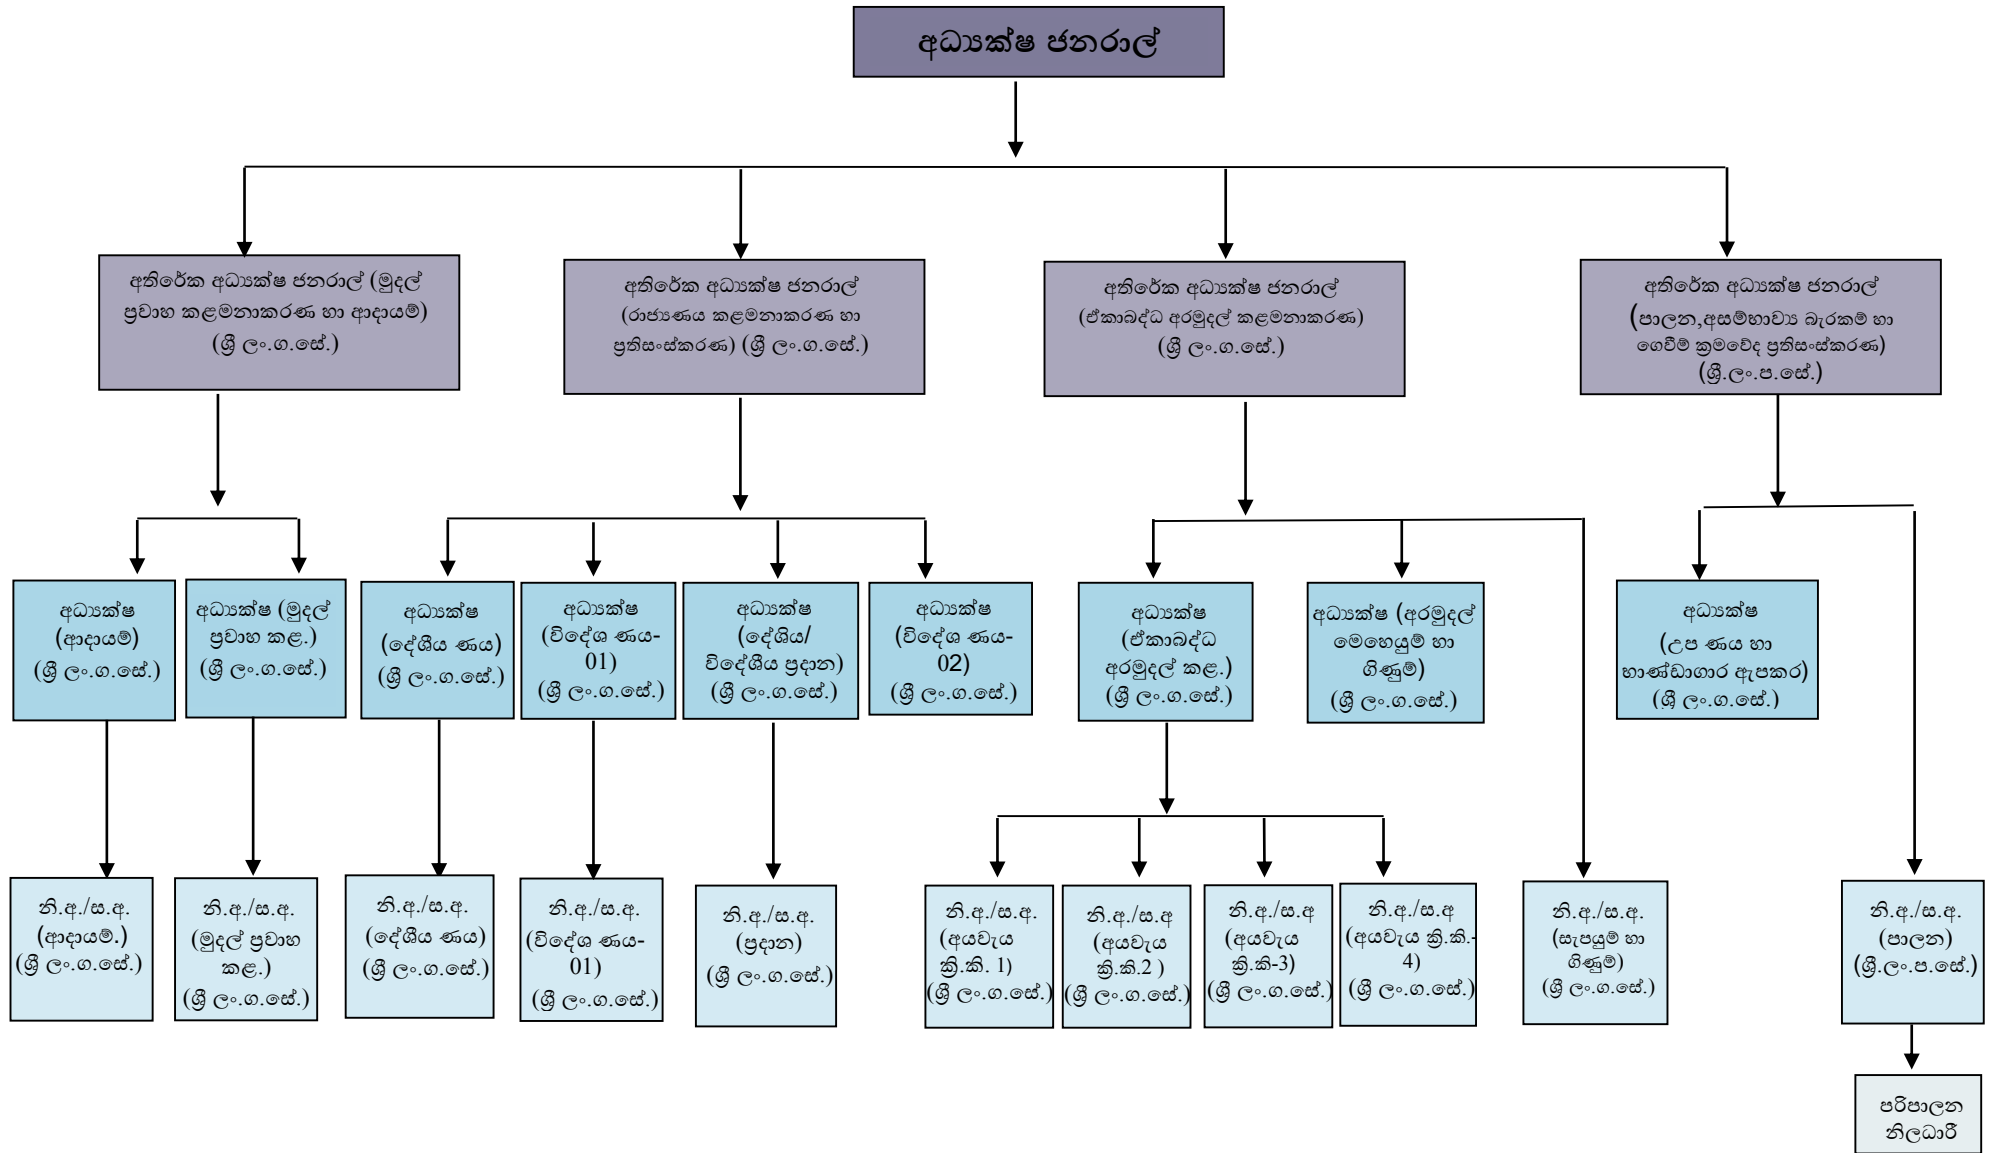 අධ්‍යක්ෂ ජනරාල්
අතිරේක අධ්‍යක්ෂ ජනරාල් (මුදල්
ප්‍රවාහ කළමනාකරණ හා ආදායම්)
(ශ්‍රී ලං.ග.සේ.)
අතිරේක අධ්‍යක්ෂ ජනරාල්
(රාජ්‍යණය කළමනාකරණ හා
ප්‍රතිසංස්කරණ) (ශ්‍රී ලං.ග.සේ.)
අතිරේක අධ්‍යක්ෂ ජනරාල්
(ඒකාබද්ධ අරමුදල් කළමනාකරණ)
(ශ්‍රී ලං.ග.සේ.)
අතිරේක අධ්‍යක්ෂ ජනරාල්
(පාලන,අසම්භාව්‍ය බැරකම් හා
ගෙවීම් ක්‍රමවේද ප්‍රතිසංස්කරණ)
(ශ්‍රී.ලං.ප.සේ.)
අධ්‍යක්ෂ
(ආදායම්)
(ශ්‍රී ලං.ග.සේ.)
අධ්‍යක්ෂ (මුදල්
ප්‍රවාහ කළ.)
(ශ්‍රී ලං.ග.සේ.)
අධ්‍යක්ෂ
(දේශීය ණය)
(ශ්‍රී ලං.ග.සේ.)
අධ්‍යක්ෂ
(විදේශ ණය-
01)
(ශ්‍රී ලං.ග.සේ.)
අධ්‍යක්ෂ
(දේශිය/
විදේශීය ප්‍රදාන)
(ශ්‍රී ලං.ග.සේ.)
අධ්‍යක්ෂ
(විදේශ ණය-
02)
(ශ්‍රී ලං.ග.සේ.)
අධ්‍යක්ෂ
(ඒකාබද්ධ
අරමුදල් කළ.)
(ශ්‍රී ලං.ග.සේ.)
අධ්‍යක්ෂ (අරමුදල්
මෙහෙයුම් හා
ගිණුම්)
(ශ්‍රී ලං.ග.සේ.)
අධ්‍යක්ෂ
(උප ණය හා
භාණ්ඩාගාර ඇපකර)
(ශ්‍රී ලං.ග.සේ.)
නි.අ./ස.අ.
(ආදායම්.)
(ශ්‍රී ලං.ග.සේ.)
නි.අ./ස.අ.
(මුදල් ප්‍රවාහ
කළ.)
(ශ්‍රී ලං.ග.සේ.)
නි.අ./ස.අ.
(දේශීය ණය)
(ශ්‍රී ලං.ග.සේ.)
නි.අ./ස.අ.
(විදේශ ණය-
01)
(ශ්‍රී ලං.ග.සේ.)
නි.අ./ස.අ.
(ප්‍රදාන)
(ශ්‍රී ලං.ග.සේ.)
නි.අ./ස.අ.
(අයවැය
ක්‍රි.කි. 1)
(ශ්‍රී ලං.ග.සේ.)
නි.අ./ස.අ
(අයවැය
ක්‍රි.කි.2 )
(ශ්‍රී ලං.ග.සේ.)
නි.අ./ස.අ
(අයවැය
ක්‍රි.කි-3)
(ශ්‍රී ලං.ග.සේ.)
නි.අ./ස.අ
(අයවැය ක්‍රි.කි.-
4)
(ශ්‍රී ලං.ග.සේ.)
නි.අ./ස.අ.
(සැපයුම් හා
ගිණුම්)
(ශ්‍රී ලං.ග.සේ.)
නි.අ./ස.අ.
(පාලන)
(ශ්‍රී.ලං.ප.සේ.)
පරිපාලන
නිලධාරී